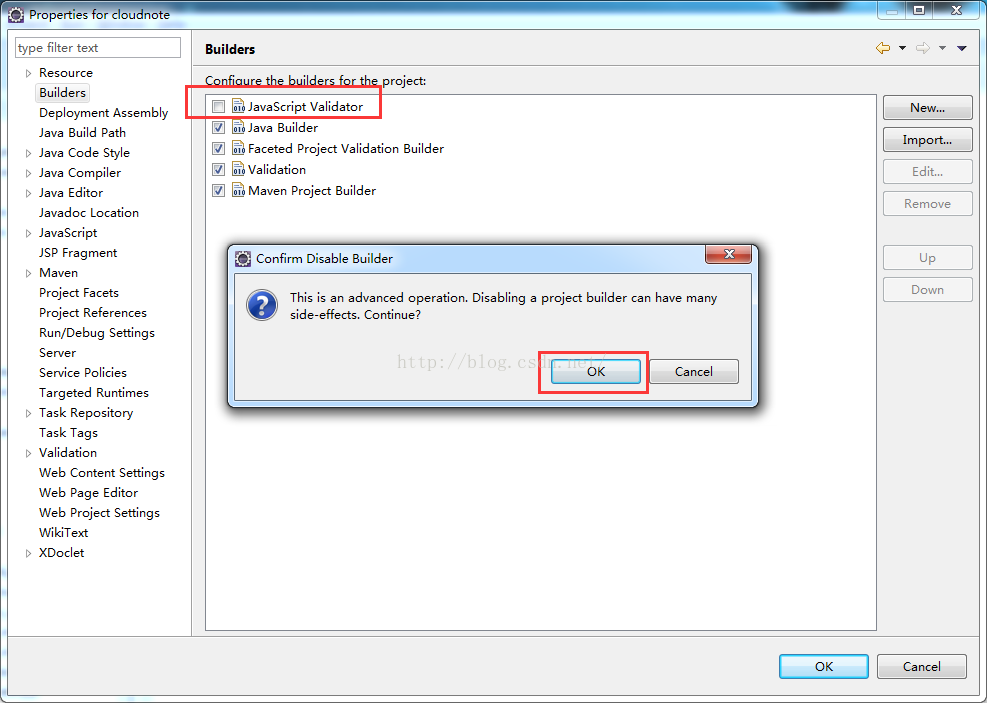 Properties for cloudnote
type filter text
Resource
Builders
Deployment Assembly
Java Build Path
Java Code Style
Java Compiler
Java Editor
Javadoc Location
JavaScript
JSP Fragment
Maven
Project Facets
Project References
Run/Debug Settings
Server
Service Policies
Targeted Runtimes
Task Repository
Task Tags
Validation
Web Content Settings
Web Page Editor
Web Project Settings
WikiText
XDoclet
Builders
Configure the builders for the project:
JavaScript Validator
Java Builder
Faceted Project Validation Builder
Validation
Maven Project Builder
New...
Import...
Edit...
Remove
Up
Down
Confirm Disable Builder
This is an advanced operation. Disabling a project builder can have many
side-effects. Continue?
http://blog.csdn.net/
OK
Cancel
OK
Cancel